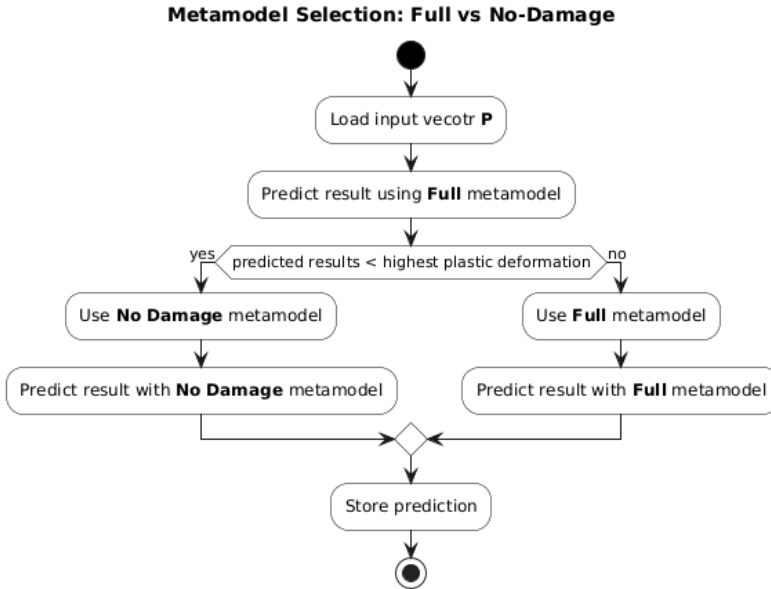 Metamodel Selection: Full vs No-Damage
Load input vecotr P
Predict result using Full metamodel
yes
predicted results < highest plastic deformation
no
Use No Damage metamodel
Use Full metamodel
Predict result with No Damage metamodel
Predict result with Full metamodel
Store prediction